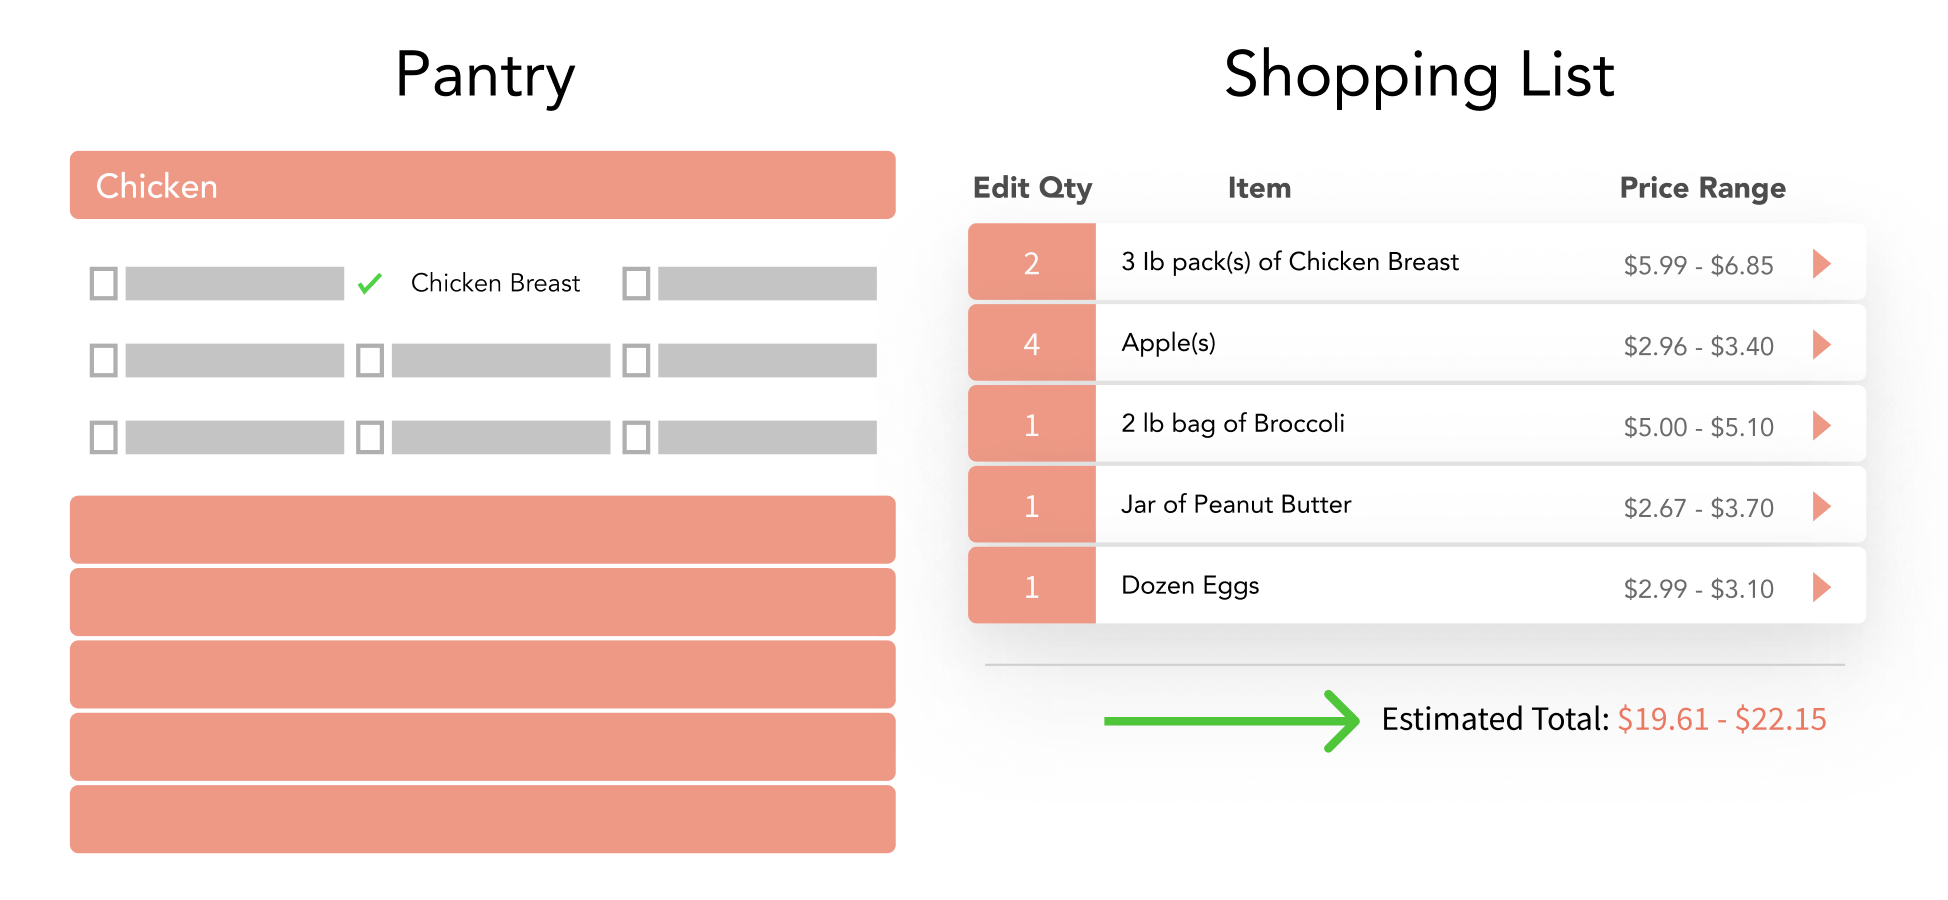 Pantry
Chicken
Chicken Breast
Shopping List
Edit Qty Item Price Range
2 3 lb pack(s) of Chicken Breast $5.99 - $6.85
4 Apple(s) $2.96 - $3.40
1 2 lb bag of Broccoli $5.00 - $5.10
1 Jar of Peanut Butter $2.67 - $3.70
1 Dozen Eggs $2.99 - $3.10
Estimated Total: $19.61 - $22.15